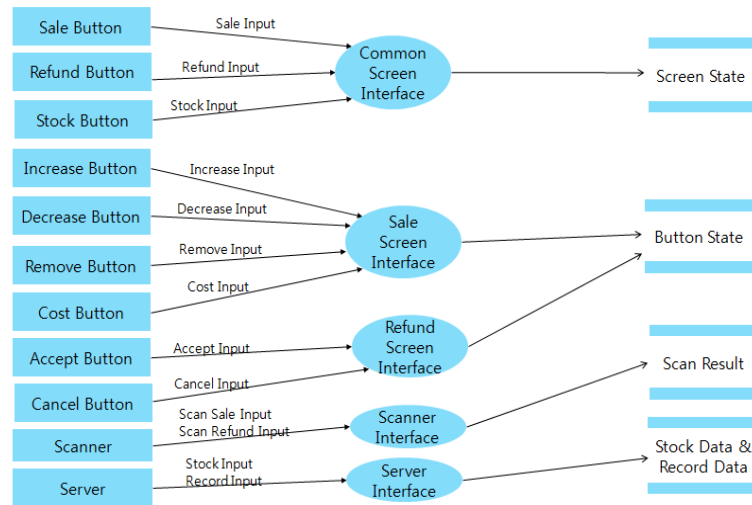 Sale Button
Sale Input
Refund Button
Refund Input
Stock Button
Stock Input
Common
Screen
Interface
Screen State
Increase Button
Increase Input
Decrease Button
Decrease Input
Remove Button
Remove Input
Cost Button
Cost Input
Sale
Screen
Interface
Button State
Accept Button
Accept Input
Cancel Button
Cancel Input
Refund
Screen
Interface
Scanner
Scan Sale Input
Scan Refund Input
Scanner
Interface
Scan Result
Server
Stock Input
Record Input
Server
Interface
Stock Data &
Record Data